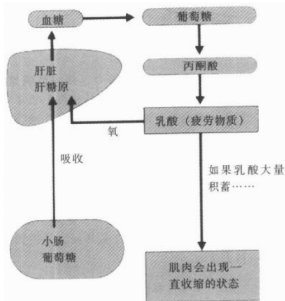 血糖
葡萄糖
肝脏
肝糖原
丙酮酸
乳酸（疲劳物质）
氧
吸收
如果乳酸大量
积蓄……
小肠
葡萄糖
肌肉会出现一
直收缩的状态